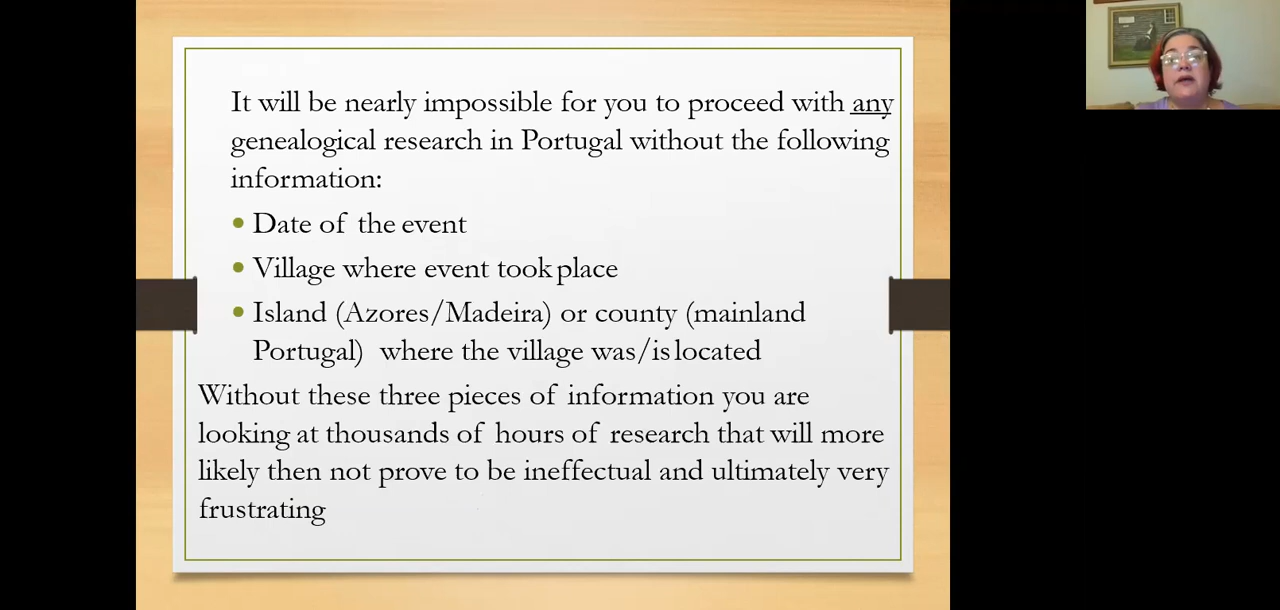 It will be nearly impossible for you to proceed with any
genealogical research in Portugal without the following
information:
• Date of the event
• Village where event took place
• Island (Azores/Madeira) or county (mainland
Portugal) where the village was/is located
Without these three pieces of information you are
looking at thousands of hours of research that will more
likely then not prove to be ineffectual and ultimately very
frustrating